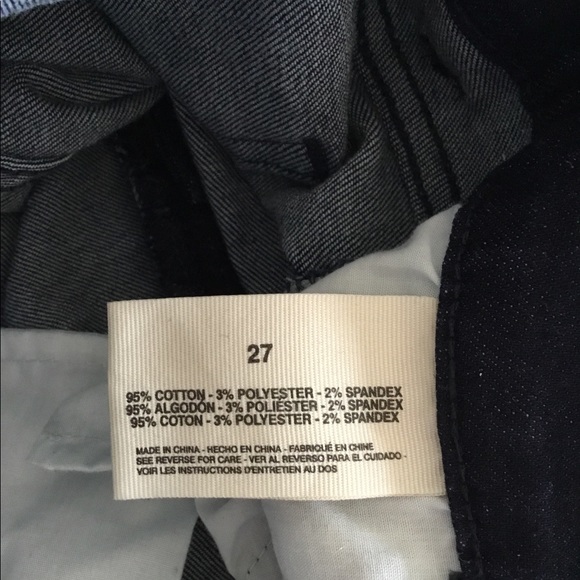 27
95% COTTON - 3% POLYESTER - 2% SPANDEX
95% ALGODÓN - 3% POLIÉSTER - 2% SPANDEX
95% COTON - 3% POLYESTER - 2% SPANDEX
MADE IN CHINA - HECHO EN CHINA - FABRIQUÉ EN CHINE
SEE REVERSE FOR CARE - VER AL REVERSO PARA EL CUIDADO -
VOIR LES INSTRUCTIONS D'ENTRETIEN AU DOS